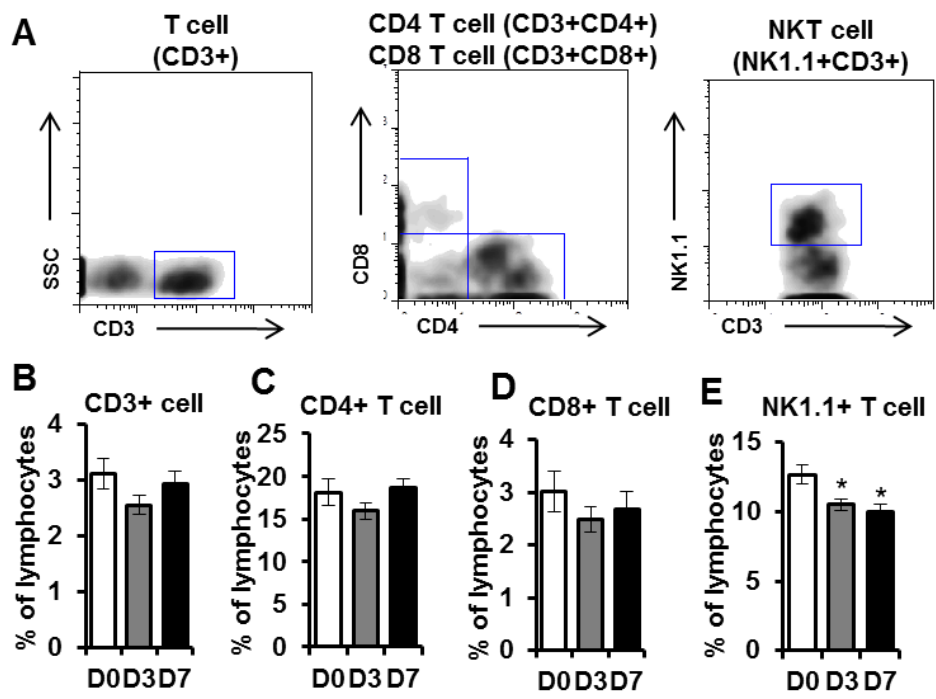 A
T cell
(CD3+)
CD4 T cell (CD3+CD4+)
CD8 T cell (CD3+CD8+)
NKT cell
(NK1.1+CD3+)
SSC
CD3
CD8
CD4
NK1.1
CD3
B
CD3+ cell
% of lymphocytes
4
3
2
1
0
D0 D3 D7
C
CD4+ T cell
% of lymphocytes
25
20
15
10
5
0
D0 D3 D7
D
CD8+ T cell
% of lymphocytes
4
3
2
1
0
D0 D3 D7
E
NK1.1+ T cell
% of lymphocytes
15
10
5
0
* *
D0 D3 D7